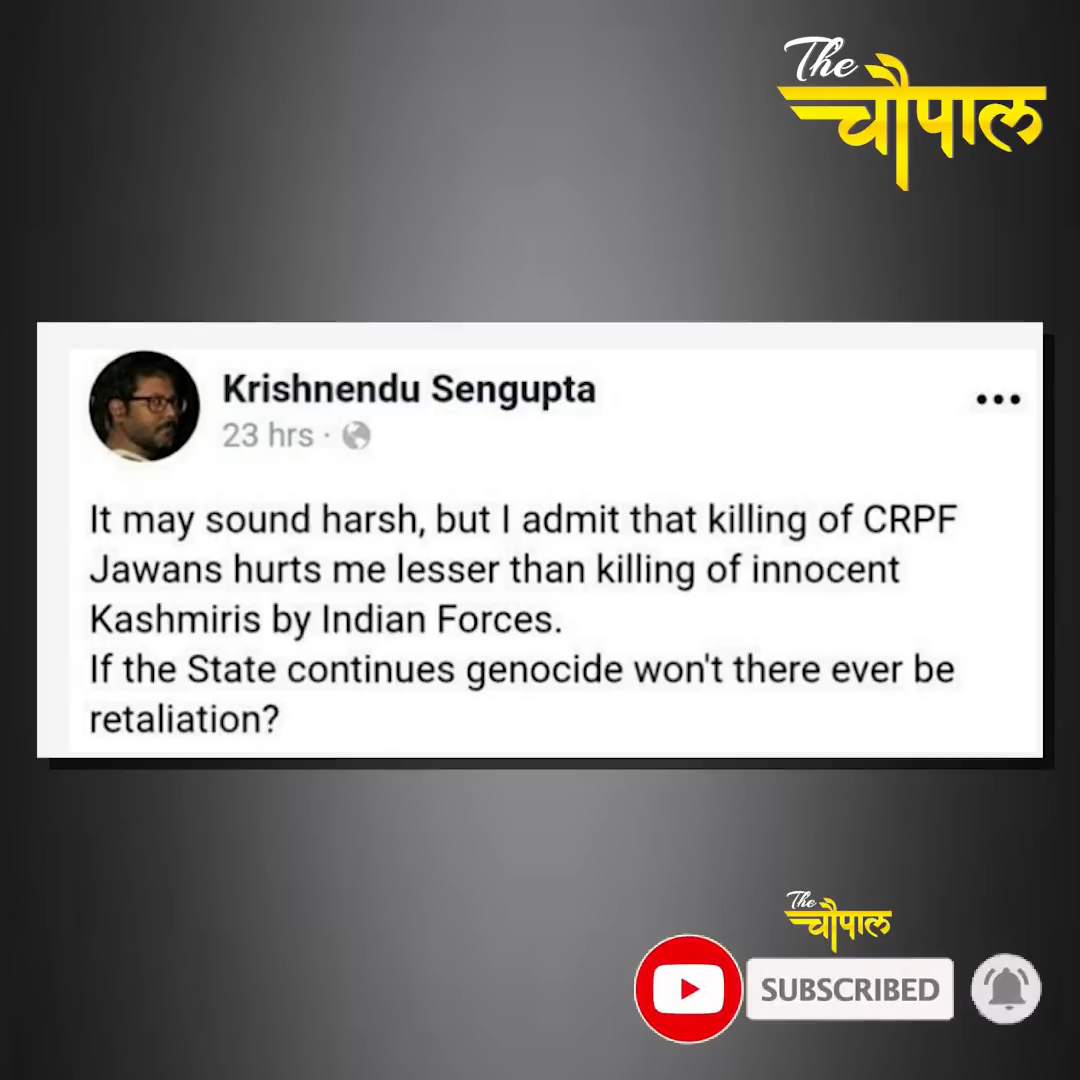 The
चौपाल
Krishnendu Sengupta
23 hrs ·
It may sound harsh, but I admit that killing of CRPF
Jawans hurts me lesser than killing of innocent
Kashmiris by Indian Forces.
If the State continues genocide won't there ever be
retaliation?
The
चौपाल
SUBSCRIBED